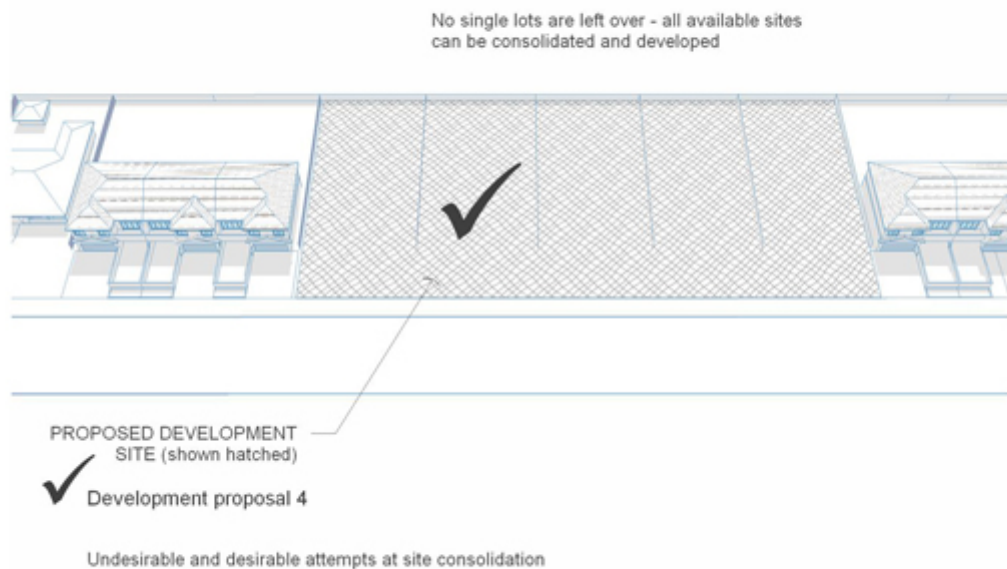 No single lots are left over - all available sites
can be consolidated and developed
PROPOSED DEVELOPMENT
SITE (shown hatched)
Development proposal 4
Undesirable and desirable attempts at site consolidation